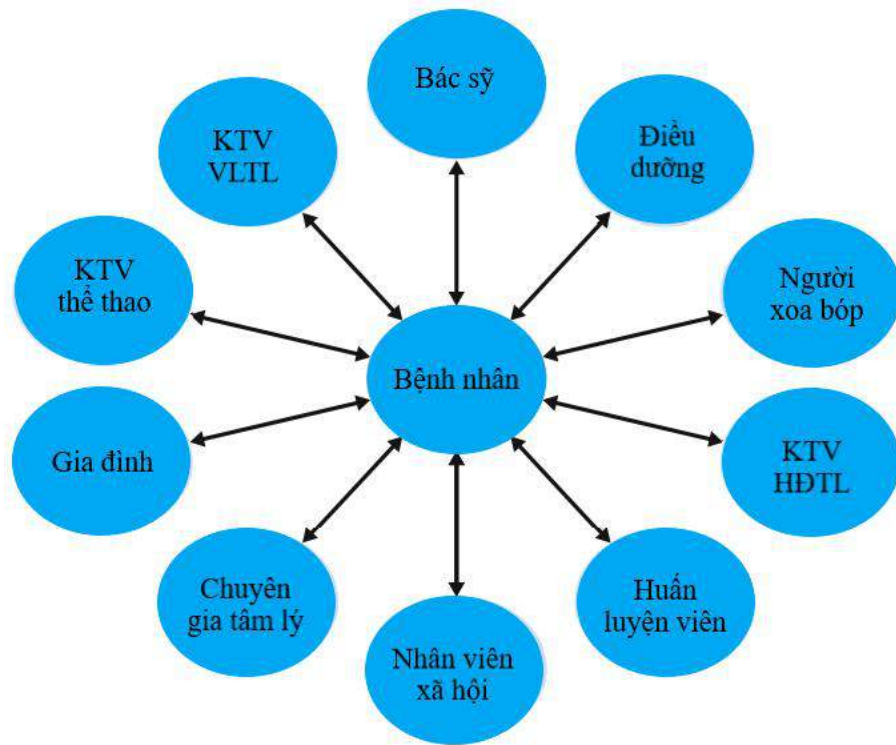 Bác sỹ
KTV
VLTL
Điều
dưỡng
KTV
thể thao
Người
xoa bóp
Bệnh nhân
Gia đình
KTV
HĐTL
Chuyên
gia tâm lý
Huấn
luyện viên
Nhân viên
xã hội